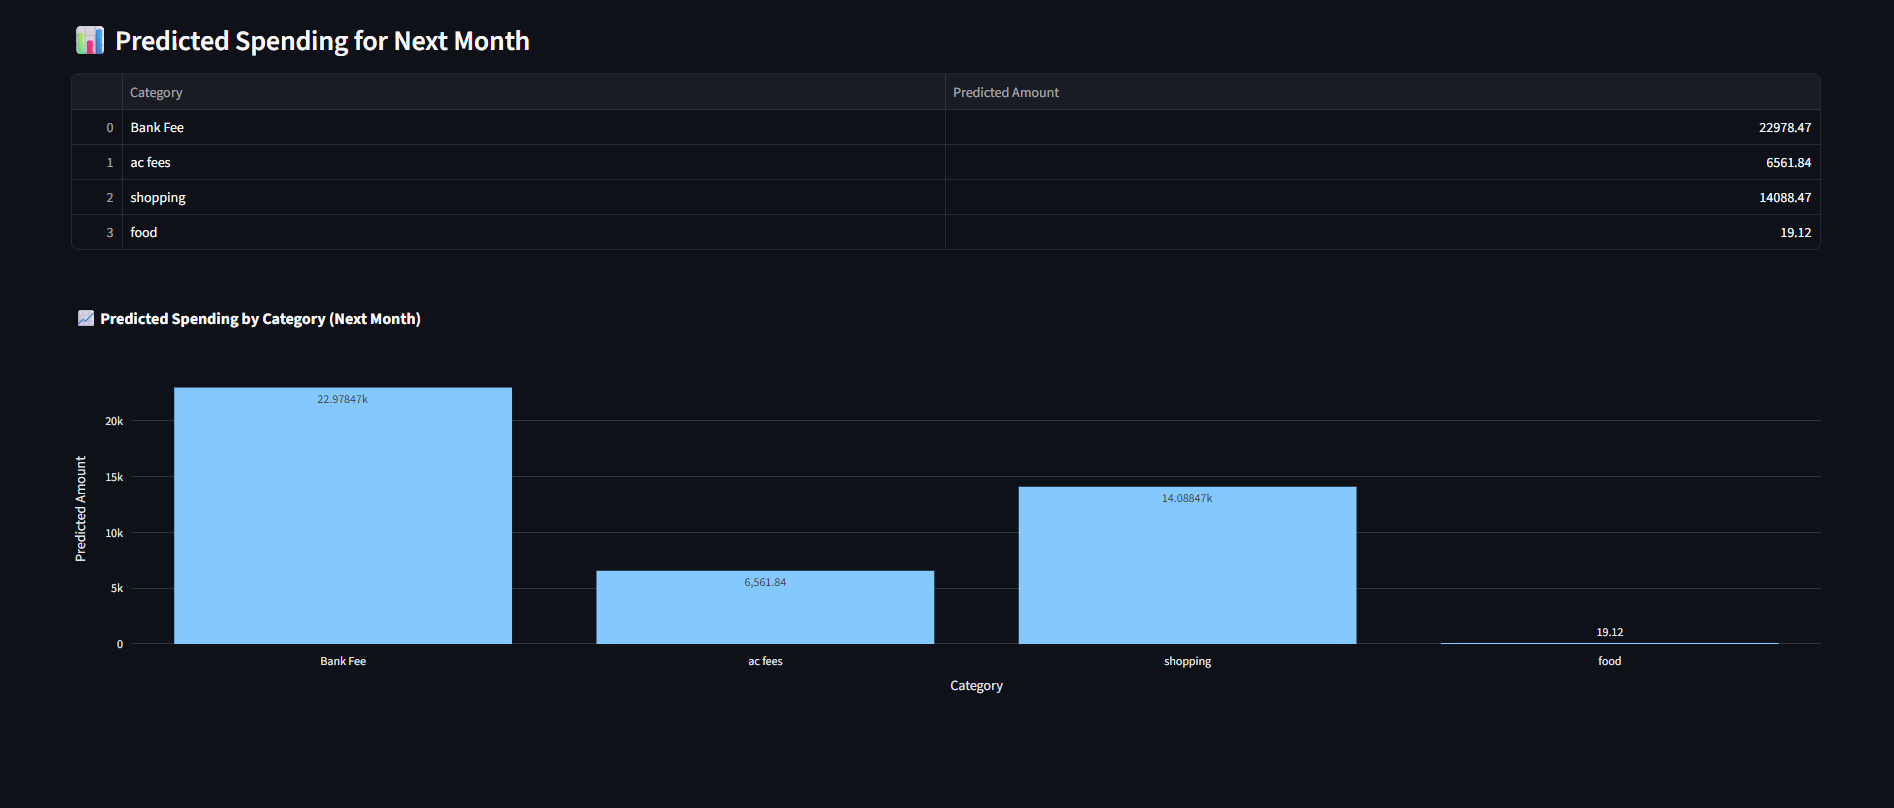 Predicted Spending for Next Month
Category Predicted Amount
0 Bank Fee 22978.47
1 ac fees 6561.84
2 shopping 14088.47
3 food 19.12
Predicted Spending by Category (Next Month)
Predicted Amount
20k
15k
10k
5k
0
22.97847k
6,561.84
14.08847k
19.12
Bank Fee ac fees shopping food
Category